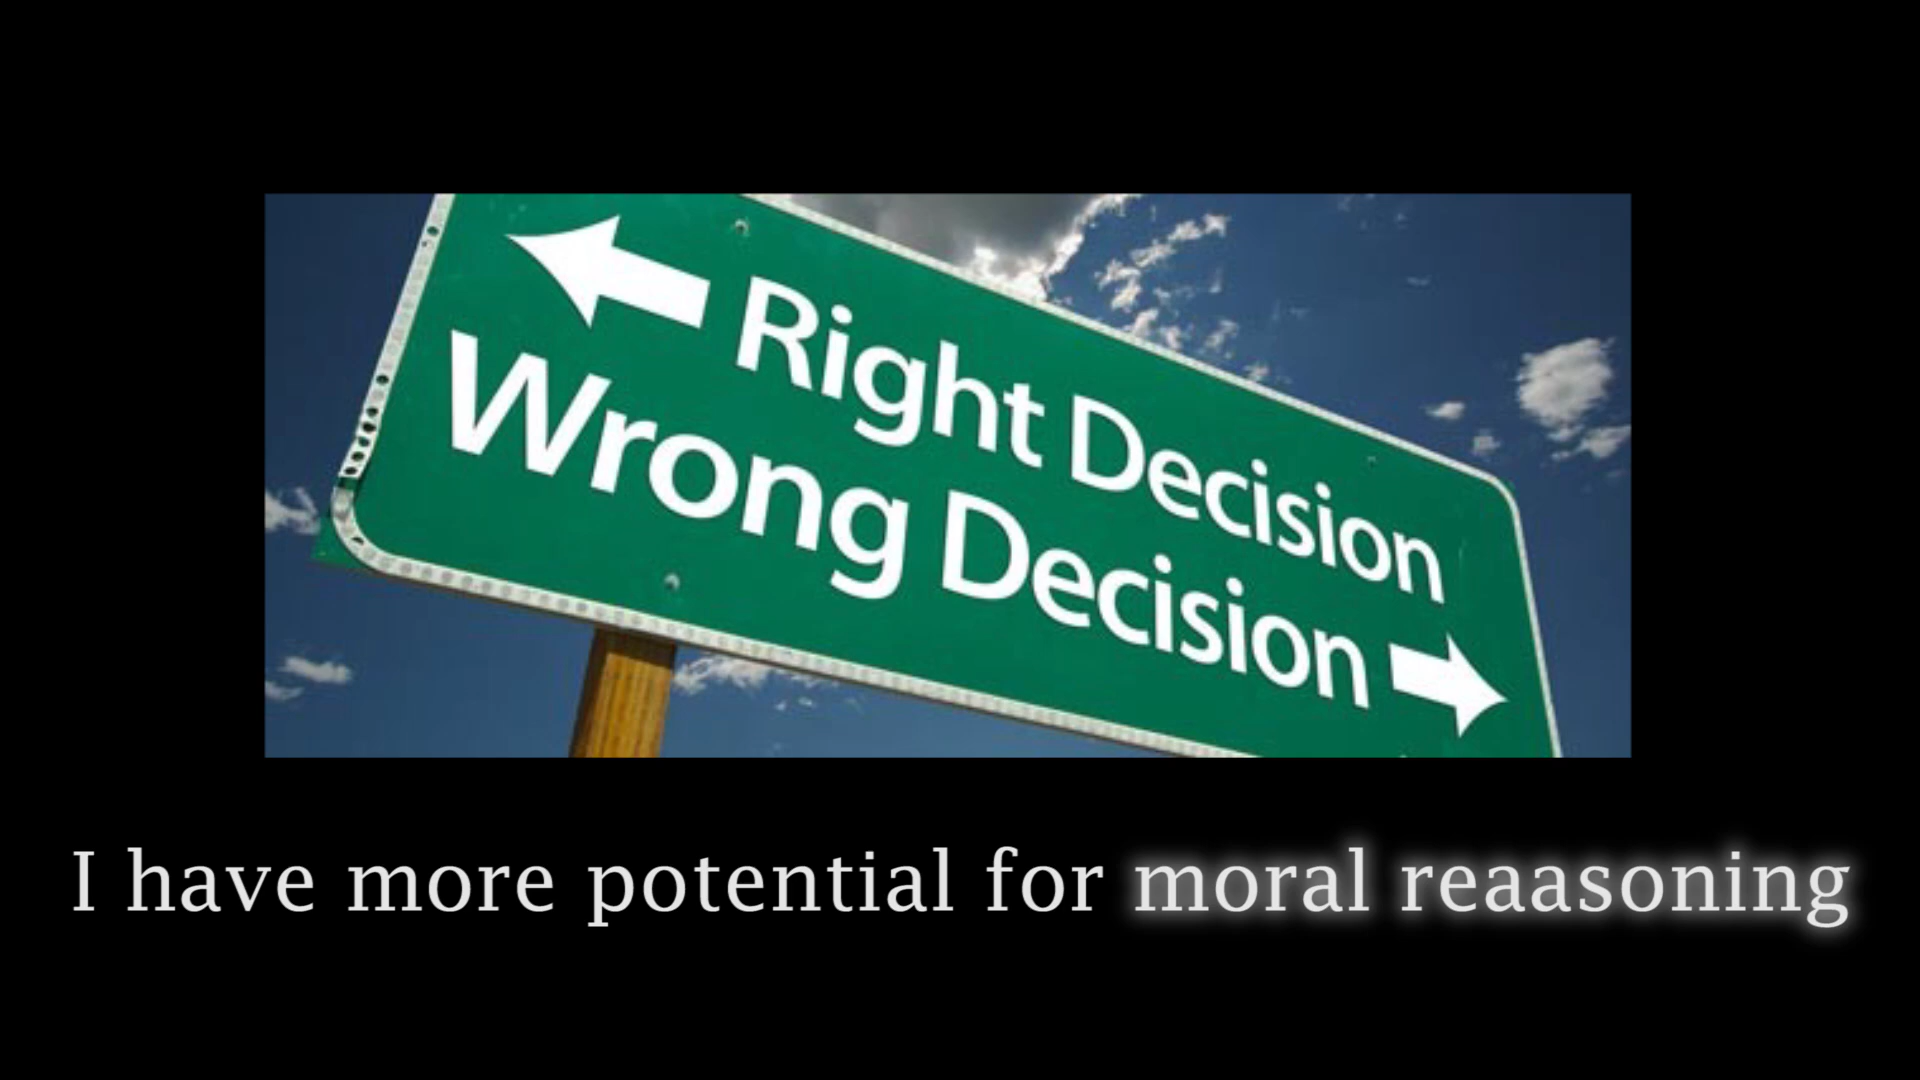 Right Decision
Wrong Decision
I have more potential for moral reaasoning